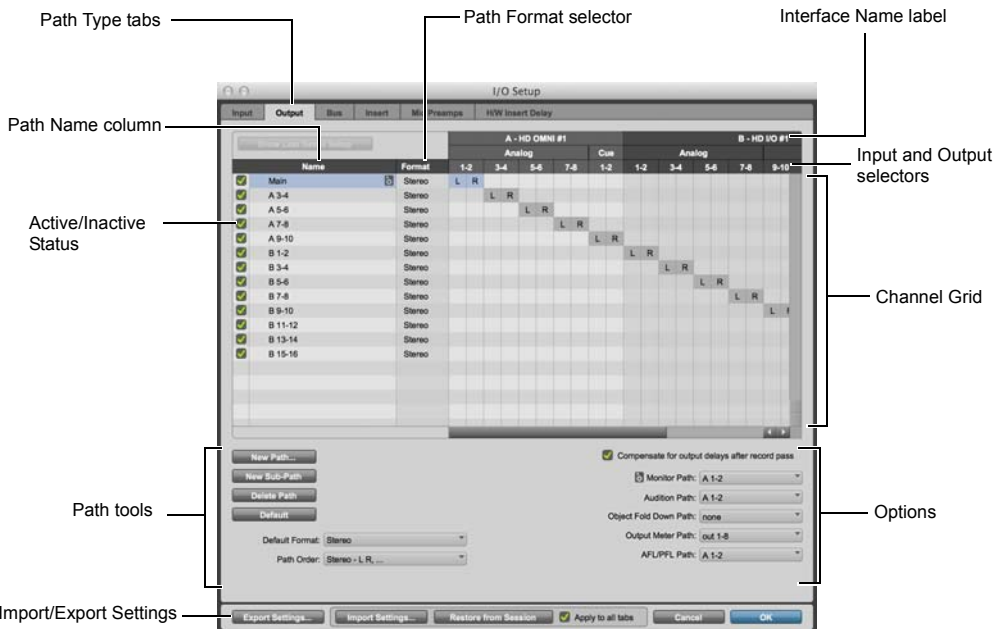 Path Type tabs
Path Format selector
Interface Name label
I/O Setup
Input Output Bus Insert Mic Preamps H/W Insert Delay
Path Name column
A - HD OMNI #1 B - HD I/O #1
Analog Cue Analog
Name Format 1-2 3-4 5-6 7-8 1-2 1-2 3-4 5-6 7-8 9-10
Input and Output
selectors
Main Stereo L R
A 3-4 Stereo L R
A 5-6 Stereo L R
A 7-8 Stereo L R
A 9-10 Stereo L R
B 1-2 Stereo L R
B 3-4 Stereo L R
B 5-6 Stereo L R
B 7-8 Stereo L R
B 9-10 Stereo L
B 11-12 Stereo
B 13-14 Stereo
B 15-16 Stereo
Active/Inactive
Status
Channel Grid
New Path...
New Sub-Path
Delete Path
Default
Default Format: Stereo
Path Order: Stereo - L R, ...
Path tools
Compensate for output delays after record pass
Monitor Path: A 1-2
Audition Path: A 1-2
Object Fold Down Path: none
Output Meter Path: out 1-8
AFL/PFL Path: A 1-2
Options
Import/Export Settings
Export Settings... Import Settings... Restore from Session Apply to all tabs Cancel OK